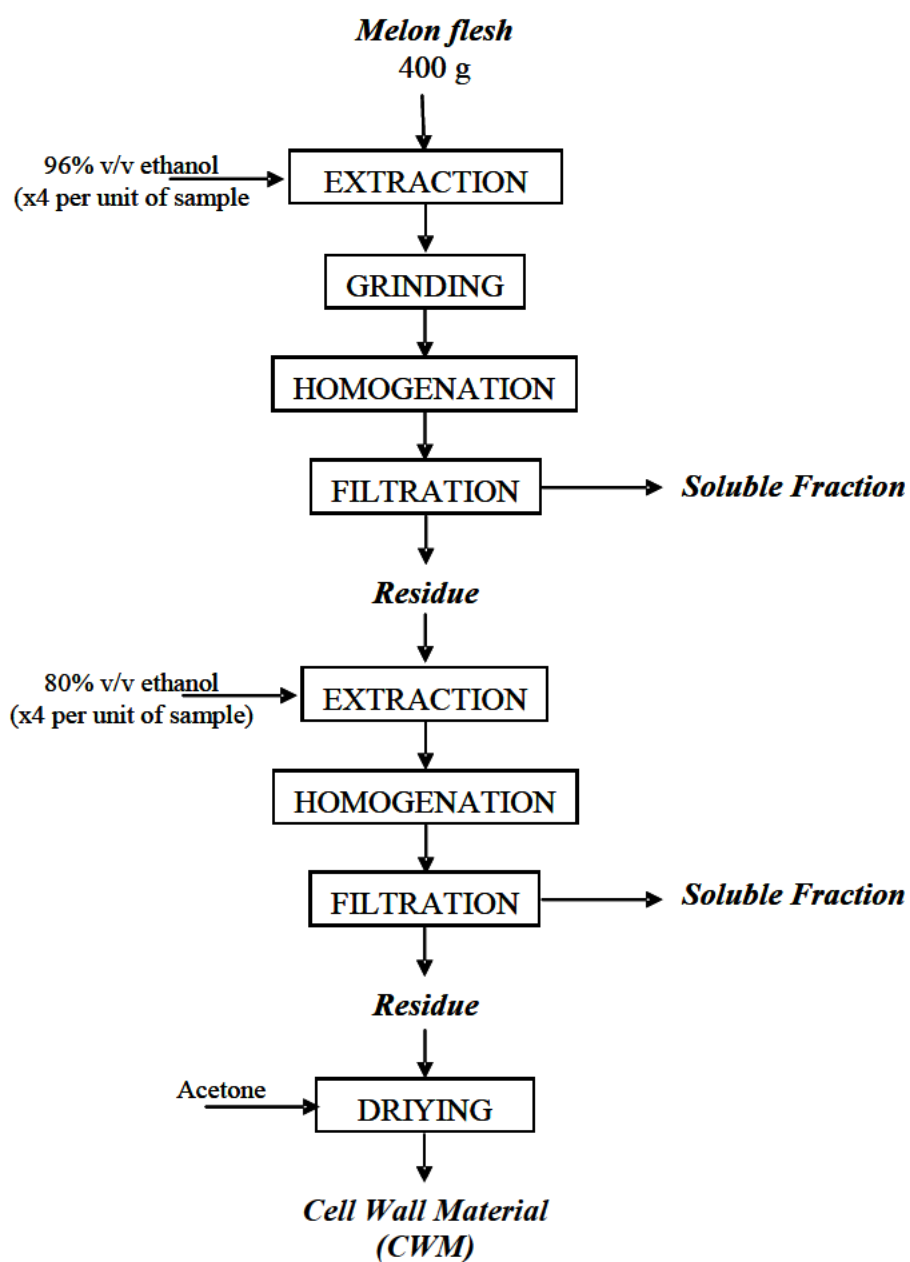 Melon flesh
400 g
96% v/v ethanol
(x4 per unit of sample
EXTRACTION
GRINDING
HOMOGENATION
FILTRATION
Soluble Fraction
Residue
80% v/v ethanol
(x4 per unit of sample)
EXTRACTION
HOMOGENATION
FILTRATION
Soluble Fraction
Residue
Acetone
DRIYING
Cell Wall Material
(CWM)